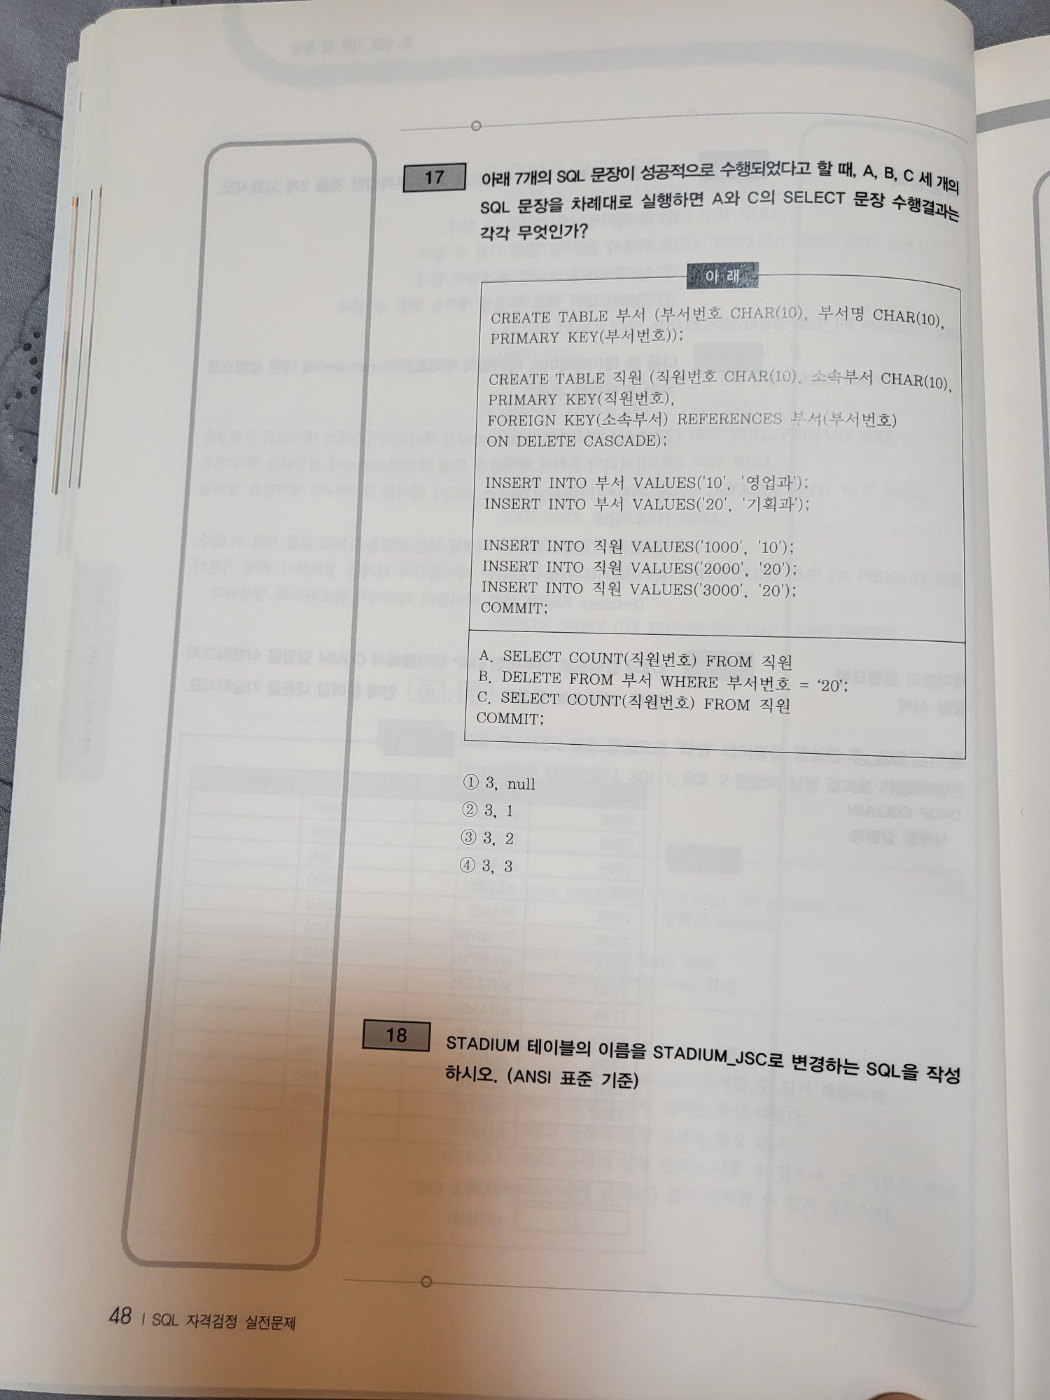 17
아래 7개의 SQL 문장이 성공적으로 수행되었다고 할 때, A, B, C 세 개의
SQL 문장을 차례대로 실행하면 A와 C의 SELECT 문장 수행결과는
각각 무엇인가?
아 래
CREATE TABLE 부서 (부서번호 CHAR(10), 부서명 CHAR(10),
PRIMARY KEY(부서번호));
CREATE TABLE 직원 (직원번호 CHAR(10), 소속부서 CHAR(10),
PRIMARY KEY(직원번호),
FOREIGN KEY(소속부서) REFERENCES 부서(부서번호)
ON DELETE CASCADE);
INSERT INTO 부서 VALUES('10', '영업과');
INSERT INTO 부서 VALUES('20', '기획과');
INSERT INTO 직원 VALUES('1000', '10');
INSERT INTO 직원 VALUES('2000', '20');
INSERT INTO 직원 VALUES('3000', '20');
COMMIT;
A. SELECT COUNT(직원번호) FROM 직원
B. DELETE FROM 부서 WHERE 부서번호 = '20';
C. SELECT COUNT(직원번호) FROM 직원
COMMIT;
① 3, null
② 3, 1
③ 3, 2
④ 3, 3
18
STADIUM 테이블의 이름을 STADIUM_JSC로 변경하는 SQL을 작성
하시오. (ANSI 표준 기준)
48 | SQL 자격검정 실전문제